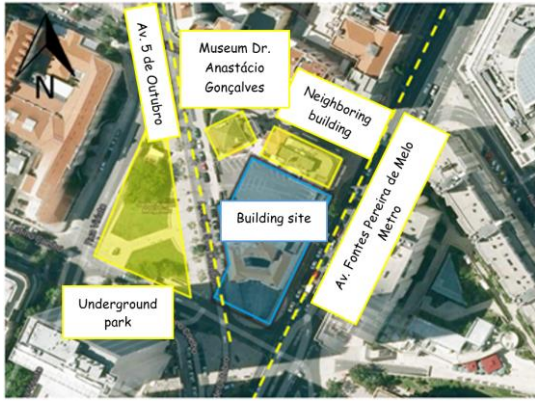 N
Av. 5 de Outubro
Museum Dr.
Anastácio
Gonçalves
Neighboring
building
Building site
Av. Fontes Pereira de Melo
Metro
Underground
park